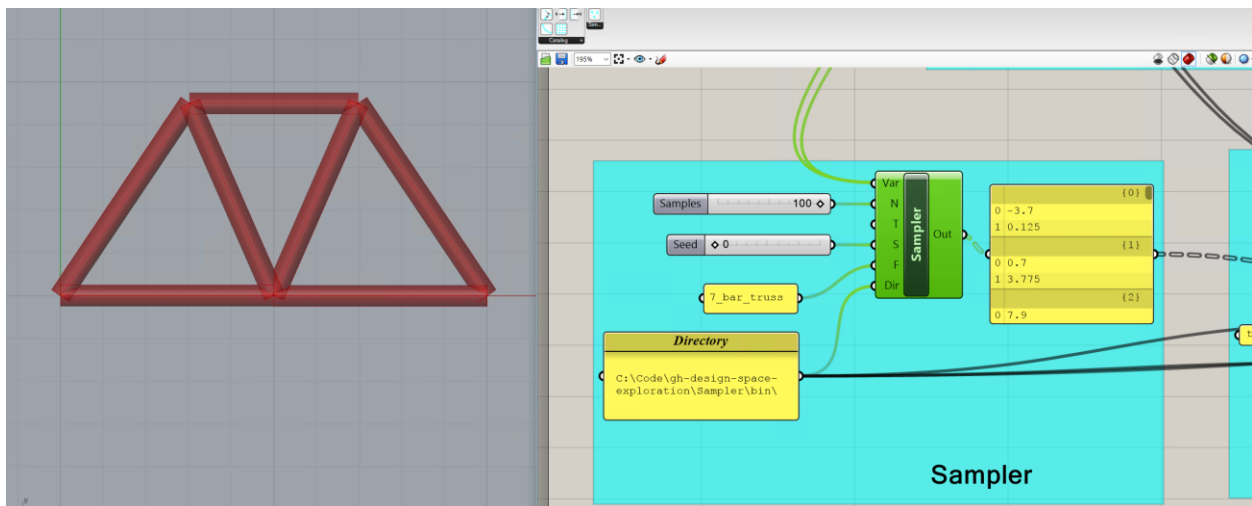 Sam...
Catalog
195%
Var
N
T
S
F
Dir
Sampler
Out
Samples
100
Seed
0
7_bar_truss
Directory
C:\Code\gh-design-space-
exploration\Sampler\bin\
{0}
0 -3.7
1 0.125
{1}
0 0.7
1 3.775
{2}
0 7.9
t
Sampler